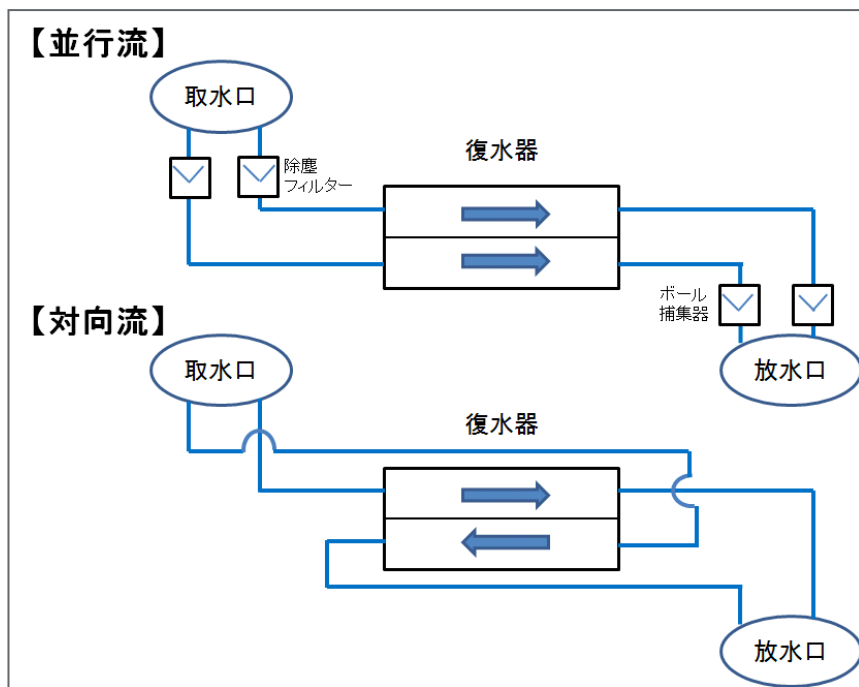 【並行流】
取水口
除塵
フィルター
復水器
ボール
捕集器
放水口
【対向流】
取水口
復水器
放水口